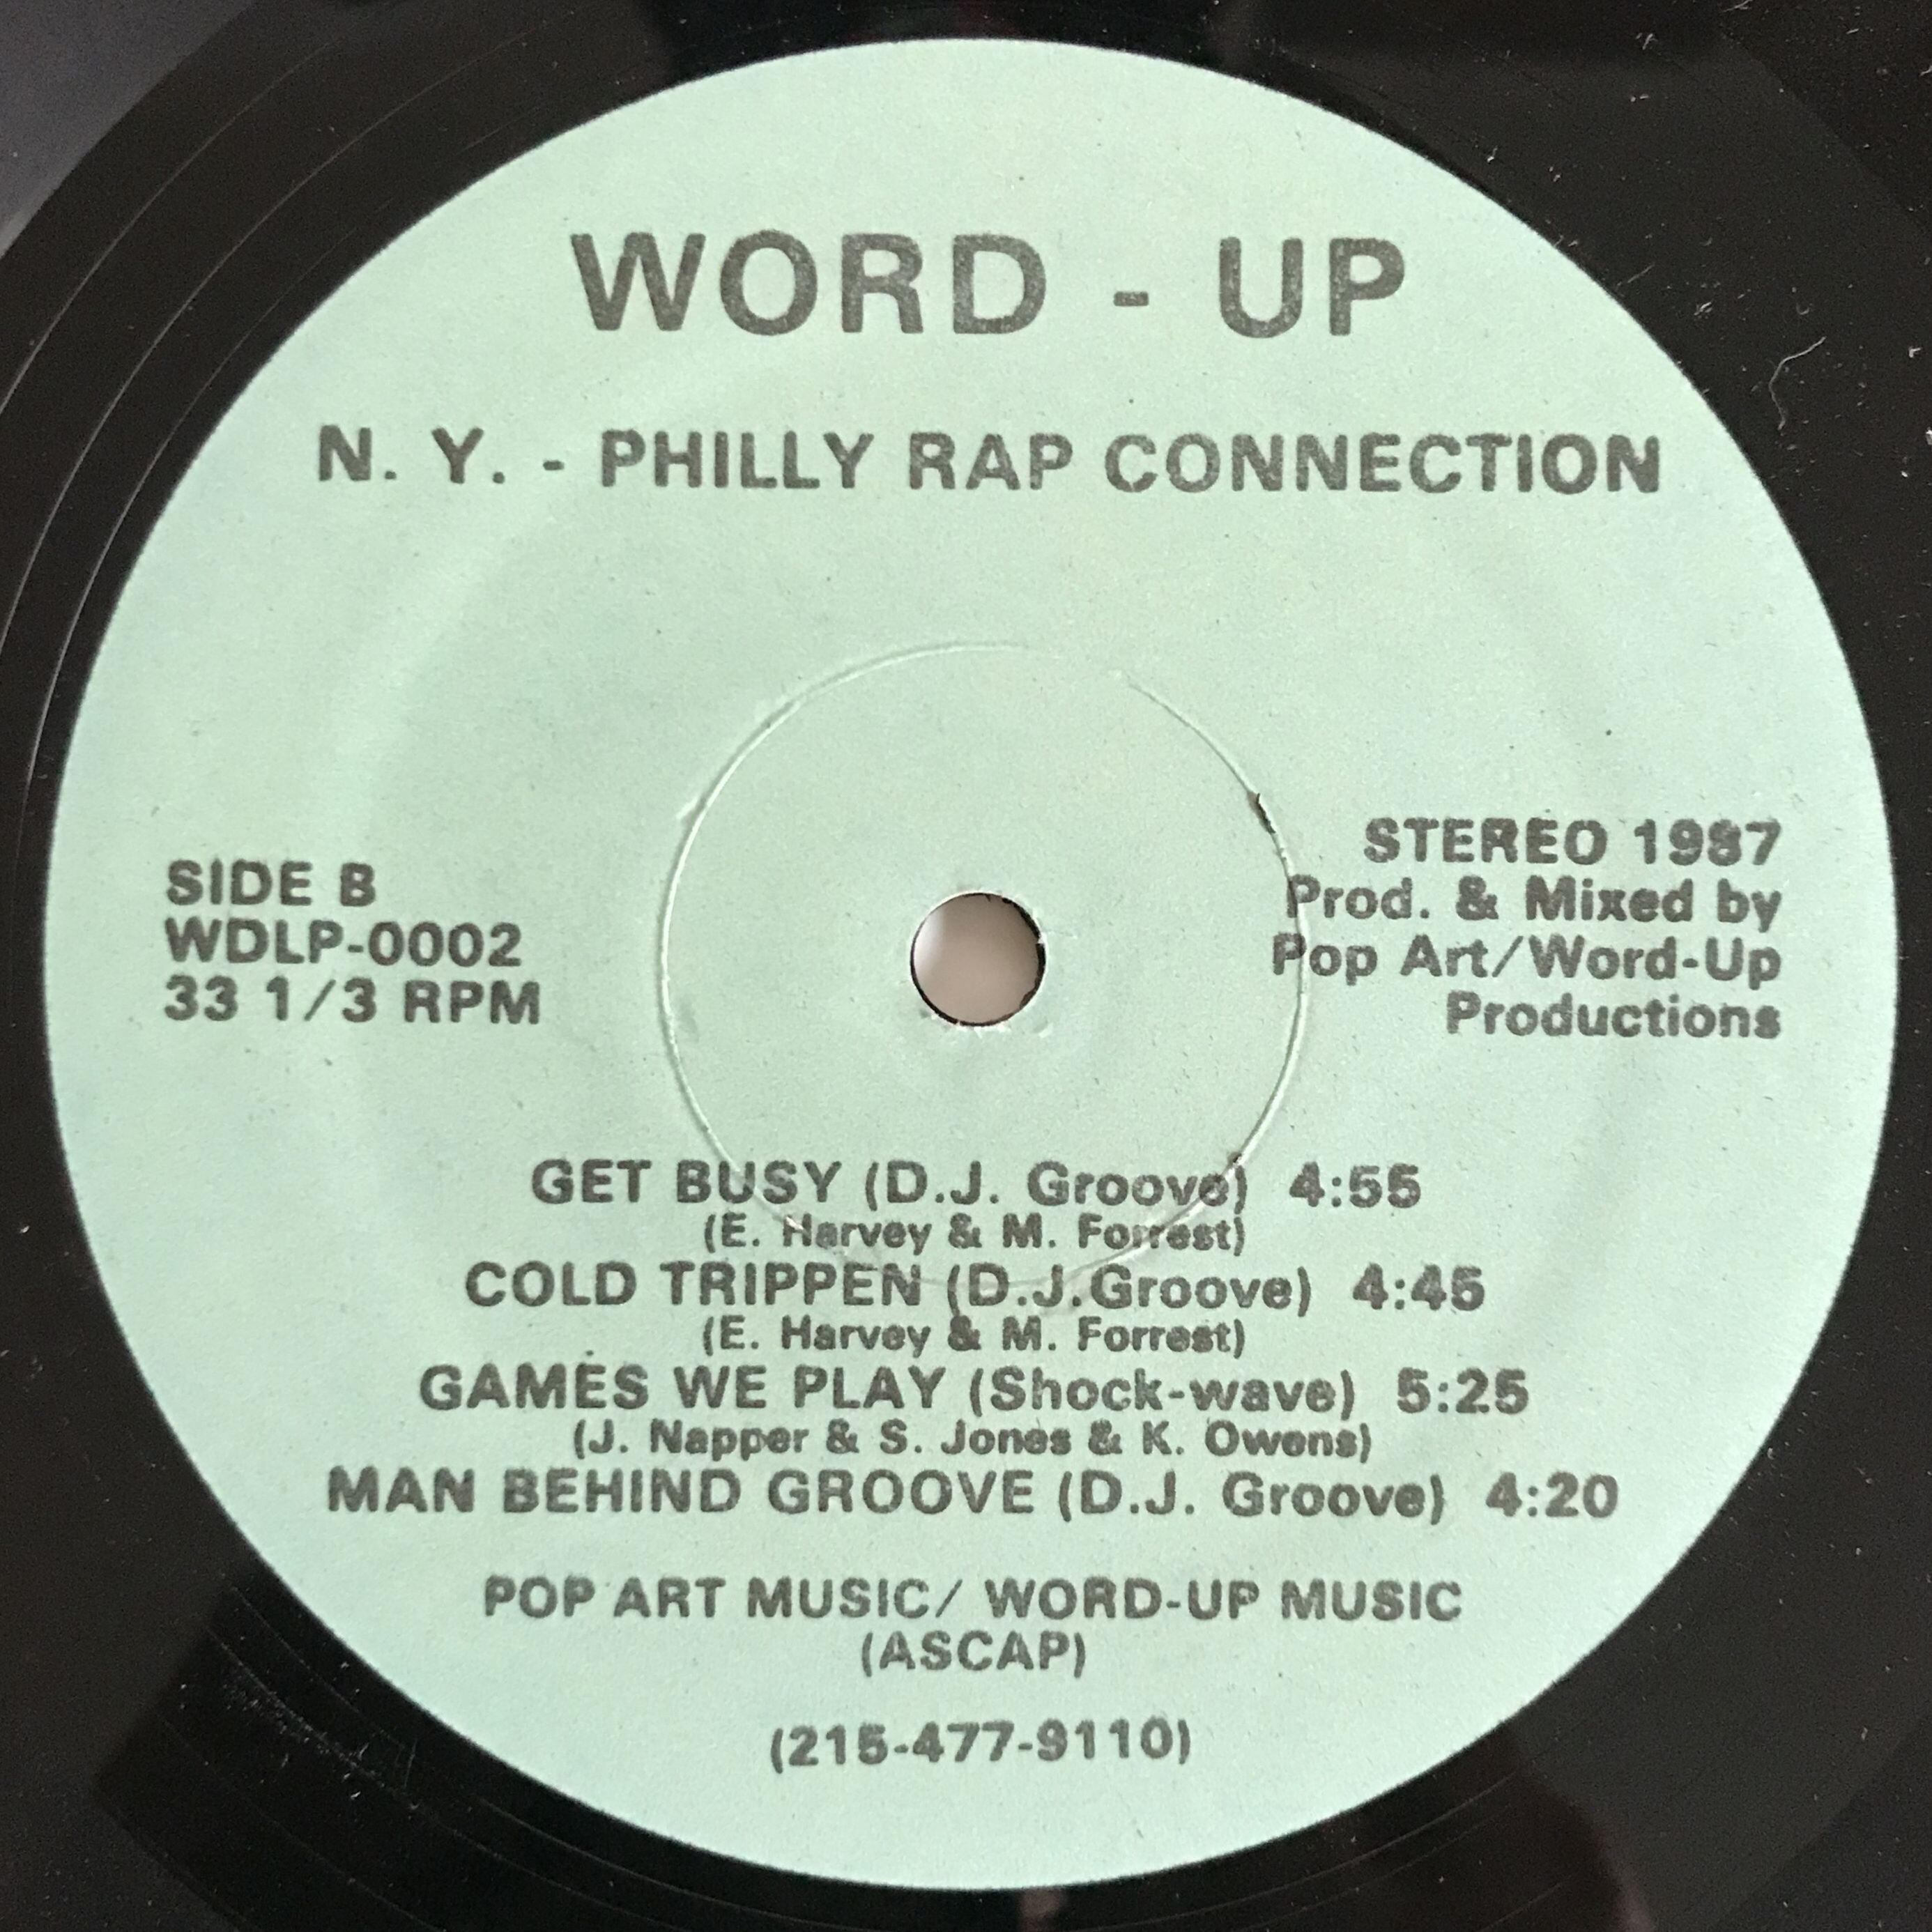 WORD - UP
N. Y. - PHILLY RAP CONNECTION
SIDE B
WDLP-0002
33 1/3 RPM
STEREO 1987
Prod. & Mixed by
Pop Art/Word-Up
Productions
GET BUSY (D.J. Groove) 4:55
(E. Harvey & M. Forrest)
COLD TRIPPEN (D.J.Groove) 4:45
(E. Harvey & M. Forrest)
GAMES WE PLAY (Shock-wave) 5:25
(J. Napper & S. Jones & K. Owens)
MAN BEHIND GROOVE (D.J. Groove) 4:20
POP ART MUSIC/ WORD-UP MUSIC
(ASCAP)
(215-477-9110)